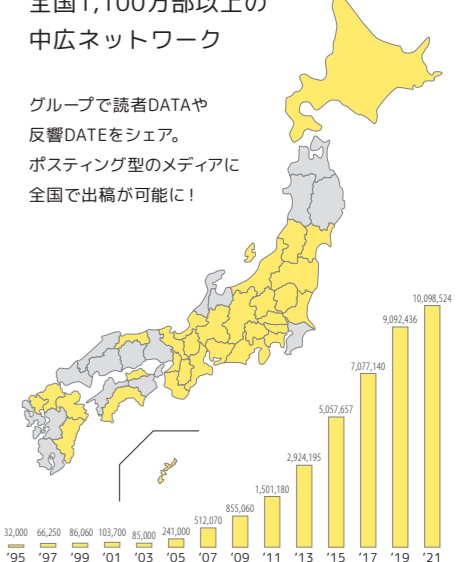 全国1,100万部以上の
中広ネットワーク
グループで読者DATAや
反響DATEをシェア。
ポスティング型のメディアに
全国で出稿が可能に！
32,000
66,250
86,060
103,700
85,000
241,000
512,070
855,060
1,501,180
2,924,195
5,057,657
7,077,140
9,092,436
10,098,524
'95 '97 '99 '01 '03 '05 '07 '09 '11 '13 '15 '17 '19 '21